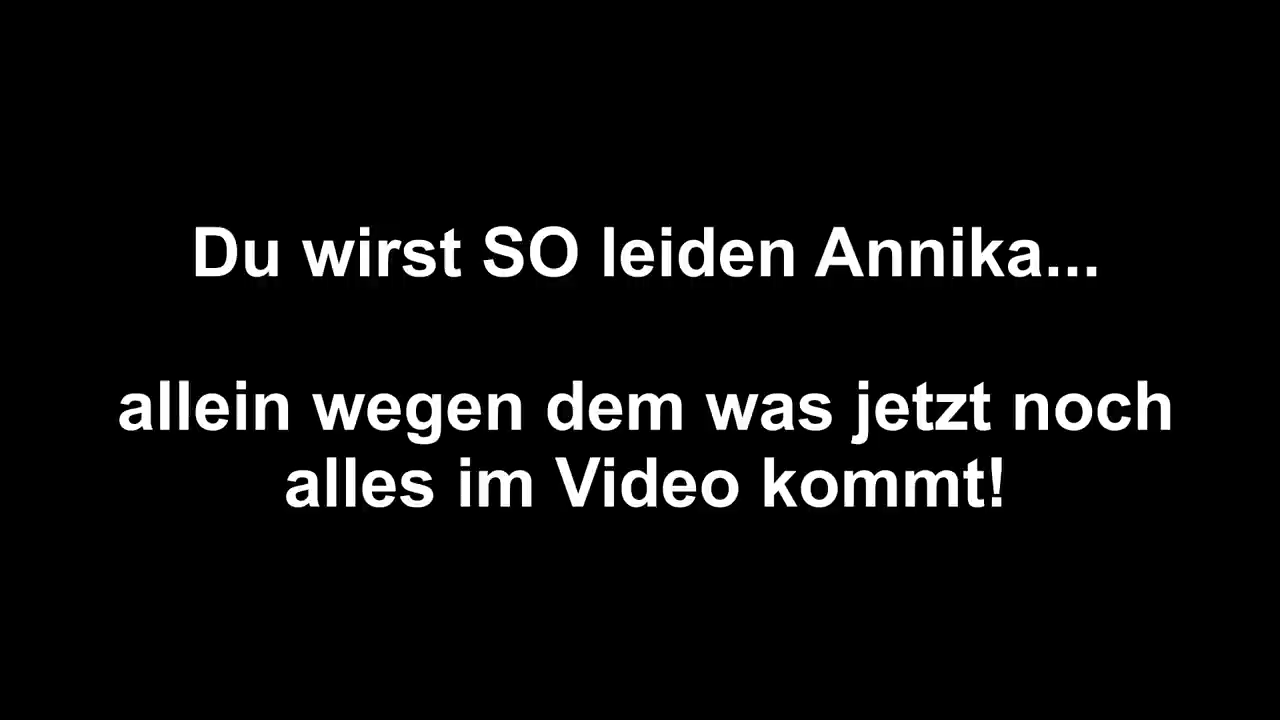 Du wirst SO leiden Annika...
allein wegen dem was jetzt noch
alles im Video kommt!